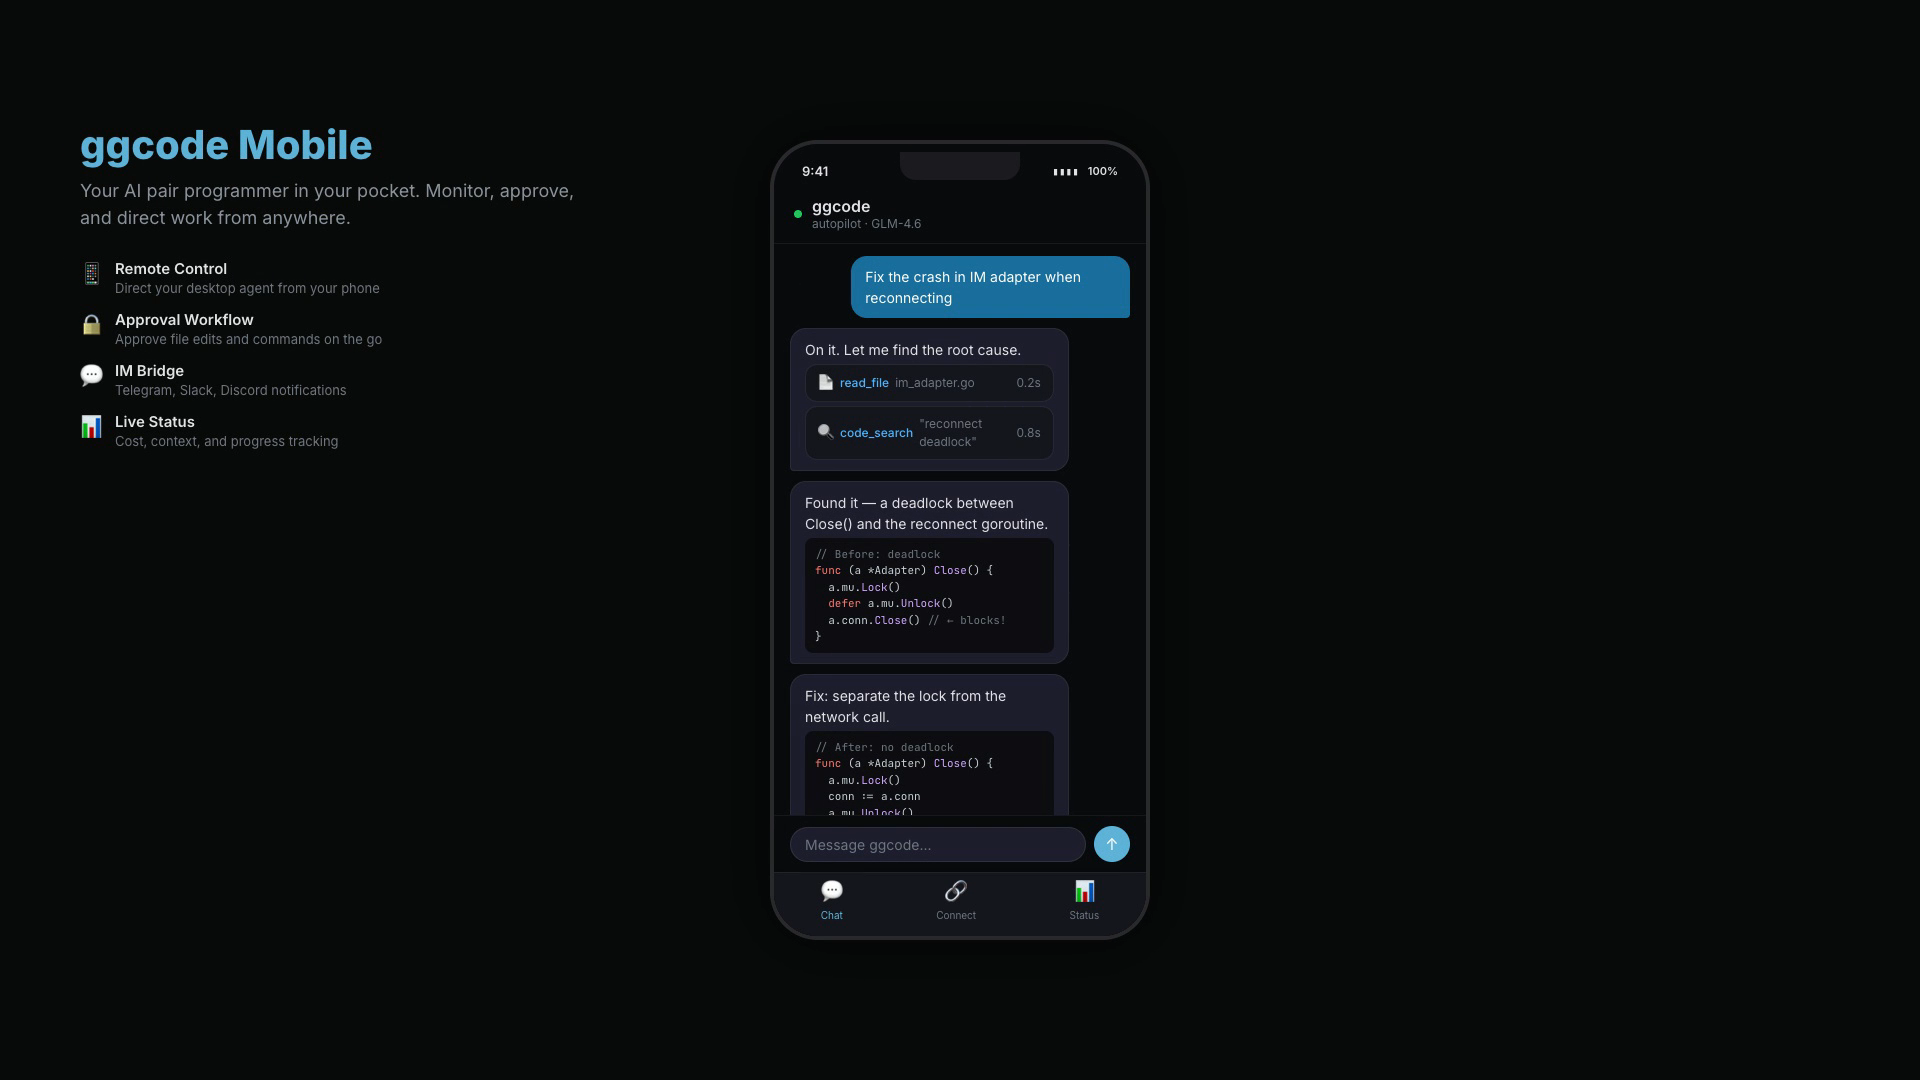 ggcode Mobile
Your AI pair programmer in your pocket. Monitor, approve,
and direct work from anywhere.
Remote Control
Direct your desktop agent from your phone
Approval Workflow
Approve file edits and commands on the go
IM Bridge
Telegram, Slack, Discord notifications
Live Status
Cost, context, and progress tracking
9:41 100%
ggcode
autopilot · GLM-4.6
Fix the crash in IM adapter when
reconnecting
On it. Let me find the root cause.
read_file im_adapter.go 0.2s
code_search "reconnect
deadlock" 0.8s
Found it — a deadlock between
Close() and the reconnect goroutine.
// Before: deadlock
func (a *Adapter) Close() {
a.mu.Lock()
defer a.mu.Unlock()
a.conn.Close() // ← blocks!
}
Fix: separate the lock from the
network call.
// After: no deadlock
func (a *Adapter) Close() {
a.mu.Lock()
conn := a.conn
a.mu.Unlock()
Message ggcode...
Chat
Connect
Status